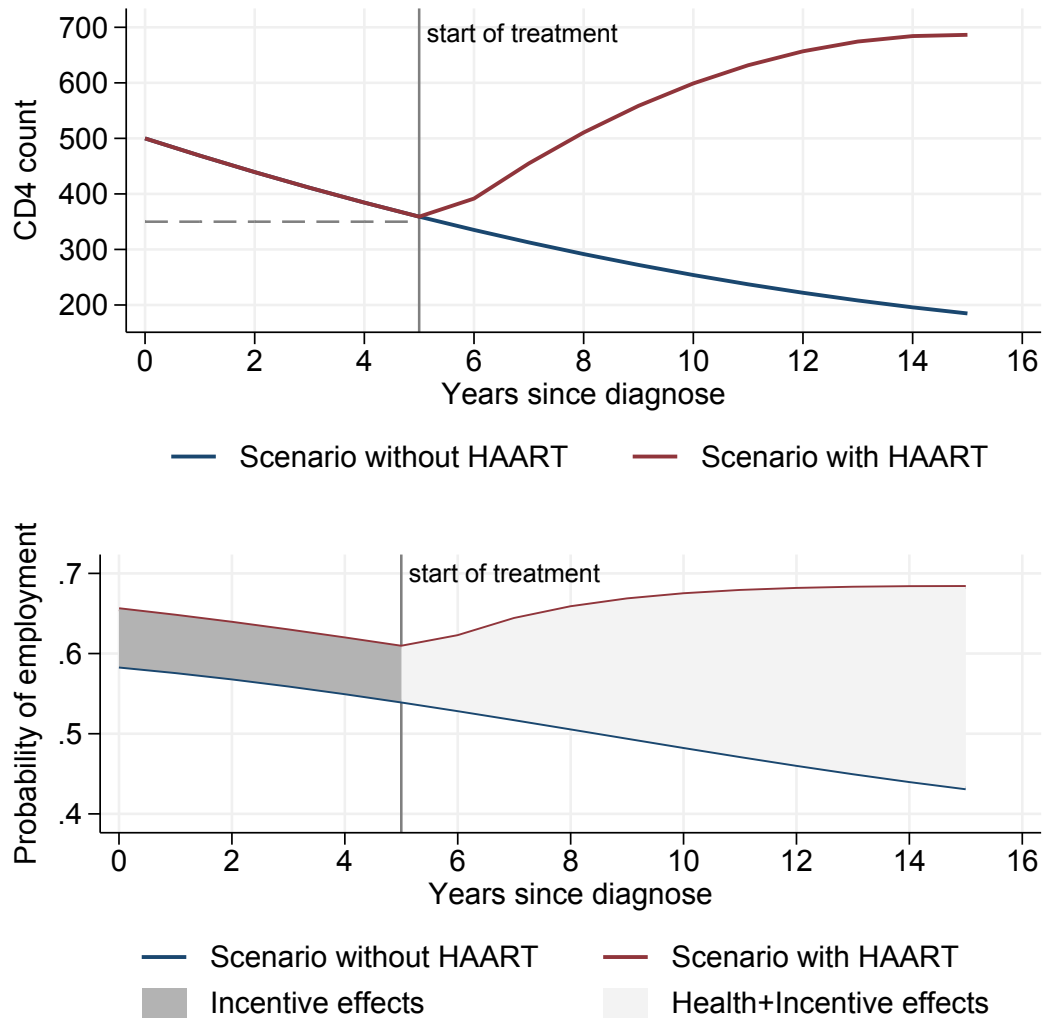 700
start of treatment
600
500
400
300
200
CD4 count
0 2 4 6 8 10 12 14 16
Years since diagnose
Scenario without HAART Scenario with HAART
.7
start of treatment
.6
.5
.4
Probability of employment
0 2 4 6 8 10 12 14 16
Years since diagnose
Scenario without HAART Scenario with HAART
Incentive effects Health+Incentive effects